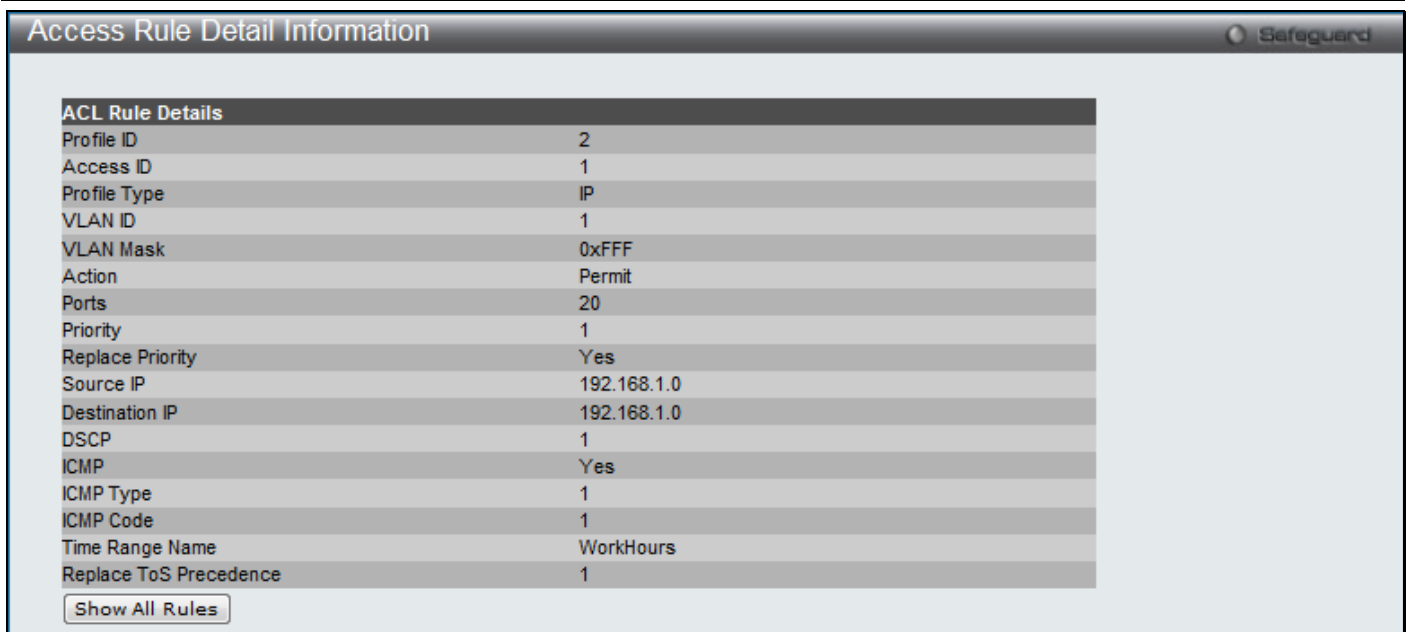 Access Rule Detail Information
Safeguard
ACL Rule Details
Profile ID 2
Access ID 1
Profile Type IP
VLAN ID 1
VLAN Mask 0xFFF
Action Permit
Ports 20
Priority 1
Replace Priority Yes
Source IP 192.168.1.0
Destination IP 192.168.1.0
DSCP 1
ICMP Yes
ICMP Type 1
ICMP Code 1
Time Range Name WorkHours
Replace ToS Precedence 1
Show All Rules